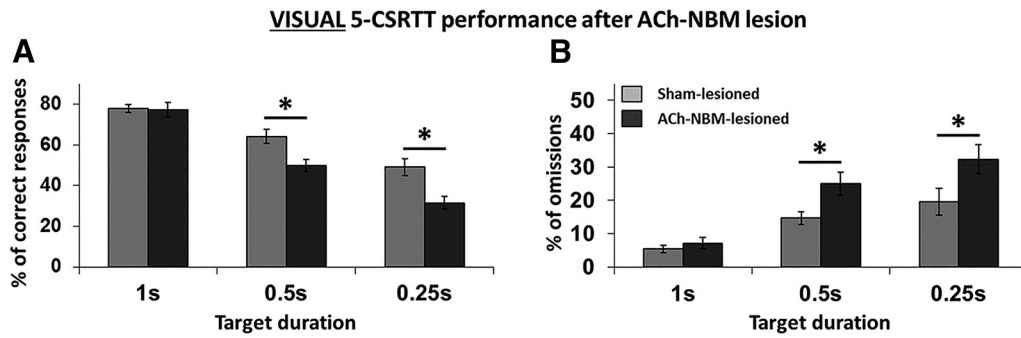 VISUAL 5-CSRTT performance after ACh-NBM lesion
A
% of correct responses
80
60
40
20
0
*
*
1s
0.5s
0.25s
Target duration
B
% of omissions
50
40
30
20
10
0
Sham-lesioned
ACh-NBM-lesioned
*
*
1s
0.5s
0.25s
Target duration